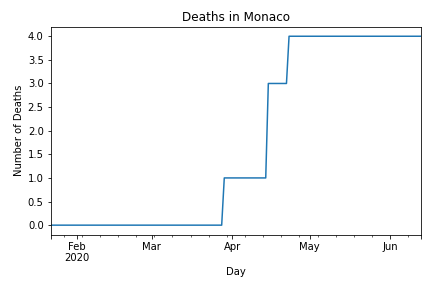 Deaths in Monaco
4.0
3.5
3.0
2.5
2.0
1.5
1.0
0.5
0.0
Number of Deaths
Feb
2020
Mar
Apr
May
Jun
Day